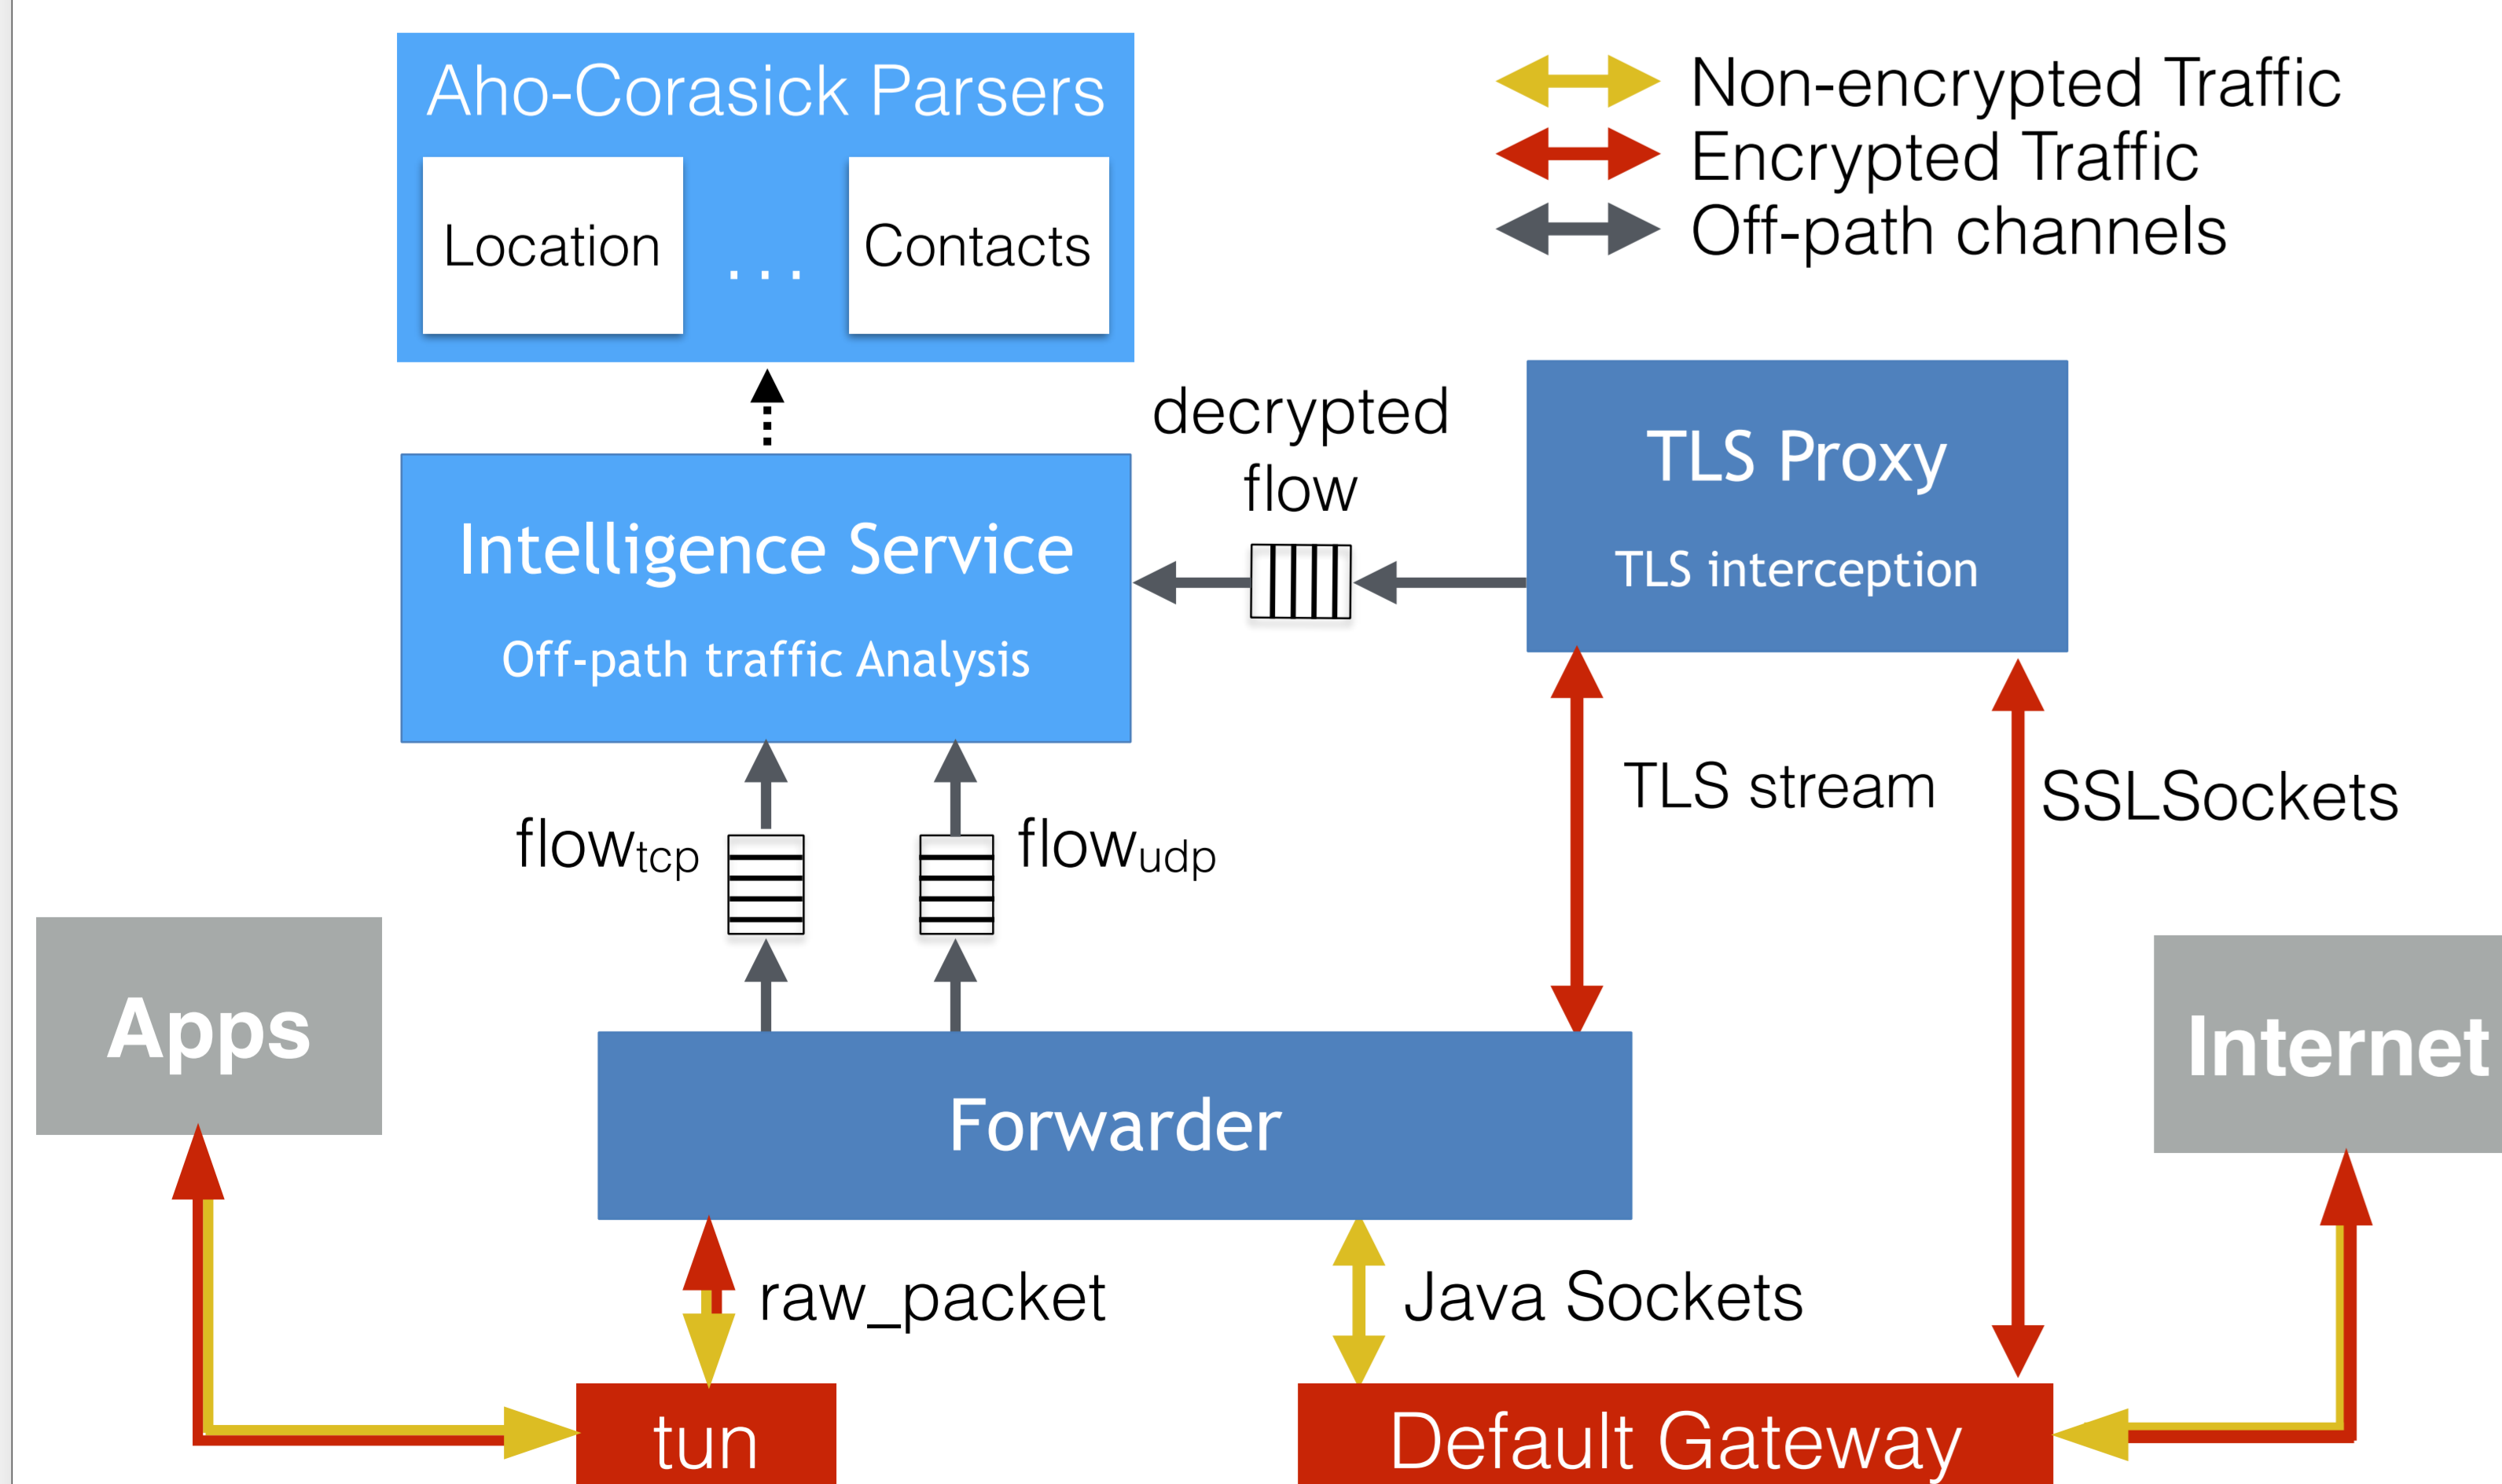 Aho-Corasick Parsers
Location
...
Contacts
Non-encrypted Traffic
Encrypted Traffic
Off-path channels
decrypted
flow
TLS Proxy
TLS interception
Intelligence Service
Off-path traffic Analysis
TLS stream
SSLSockets
flowtcp
flowudp
Apps
Internet
Forwarder
raw_packet
Java Sockets
tun
Default Gateway